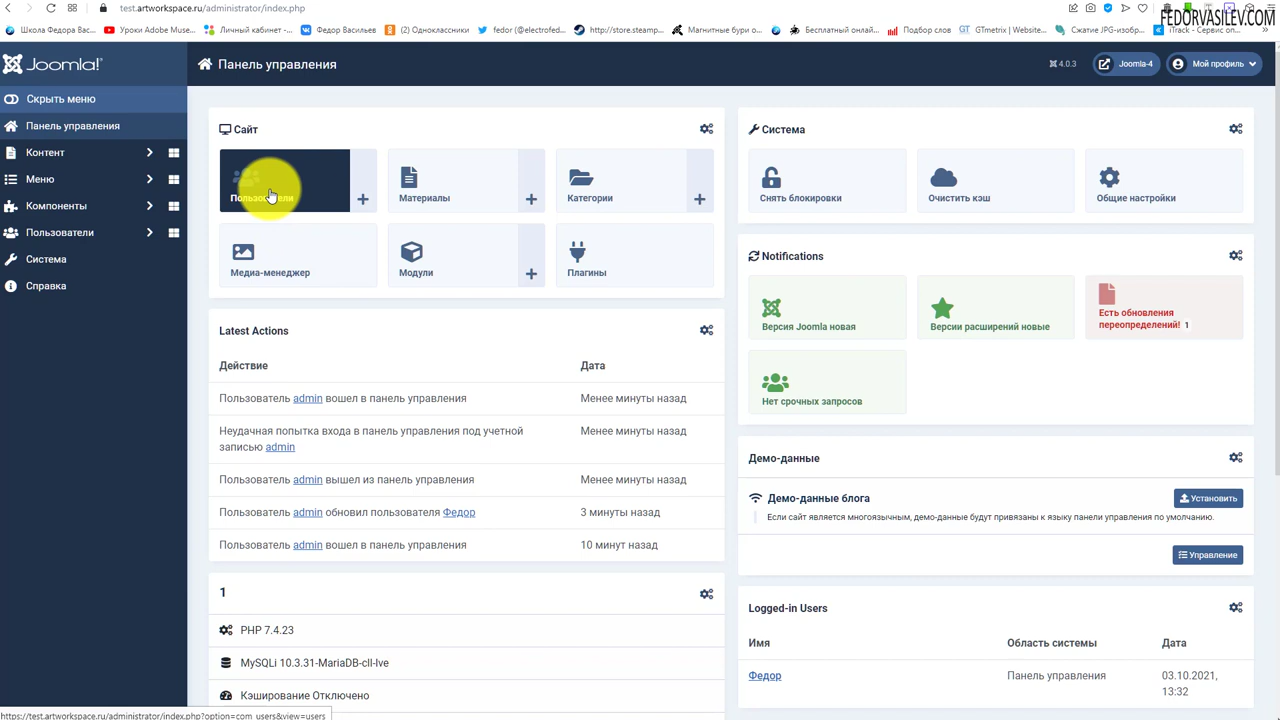 test.artworkspace.ru/administrator/index.php
FEDORVASILEV.COM
Школа Федора Вас...
Уроки Adobe Muse...
Личный кабинет -...
Федор Васильев
(2) Одноклассники
fedor (@electrofed...
http://store.steamp...
Магнитные бури о...
Бесплатный онлай...
Подбор слов
GTmetrix | Website...
Сжатие JPG-изобр...
iTrack - Сервис оп...
Joomla!
Панель управления
4.0.3
Joomla-4
Мой профиль
Скрыть меню
Панель управления
Контент
Меню
Компоненты
Пользователи
Система
Справка
Сайт
Пользователи
Материалы
Категории
Медиа-менеджер
Модули
Плагины
Latest Actions
Действие Дата
Пользователь admin вошел в панель управления Менее минуты назад
Неудачная попытка входа в панель управления под учетной Менее минуты назад
записью admin
Пользователь admin вышел из панель управления Менее минуты назад
Пользователь admin обновил пользователя Федор 3 минуты назад
Пользователь admin вошел в панель управления 10 минут назад
1
PHP 7.4.23
MySQLi 10.3.31-MariaDB-cll-lve
Кэширование Отключено
Система
Снять блокировки
Очистить кэш
Общие настройки
Notifications
Версия Joomla новая
Версии расширений новые
Есть обновления
переопределений! 1
Нет срочных запросов
Демо-данные
Демо-данные блога
Установить
Если сайт является многоязычным, демо-данные будут привязаны к языку панели управления по умолчанию.
Управление
Logged-in Users
Имя Область системы Дата
Федор Панель управления 03.10.2021,
13:32
https://test.artworkspace.ru/administrator/index.php?option=com_users&view=users